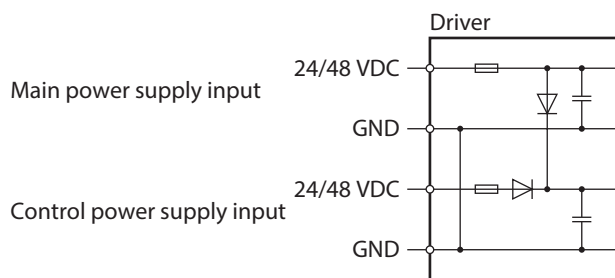 Driver
24/48 VDC
Main power supply input
GND
24/48 VDC
Control power supply input
GND